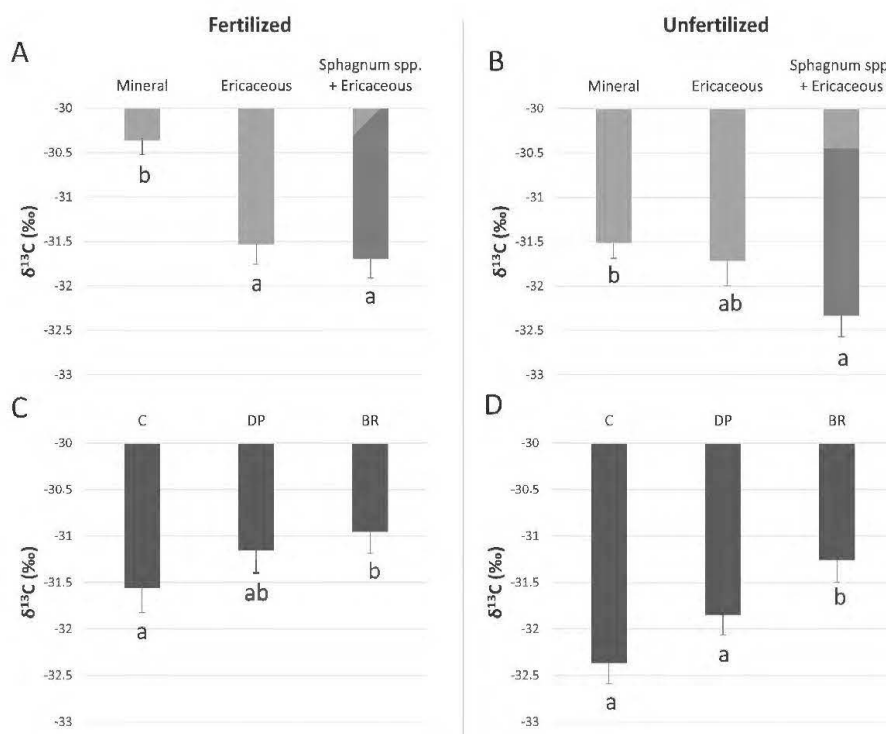 Fertilized
Unfertilized
A
Mineral
Ericaceous
Sphagnum spp.
+ Ericaceous
-30
-30.5
-31
-31.5
-32
-32.5
-33
δ¹³C (‰)
b
a
a
B
Mineral
Ericaceous
Sphagnum spp.
+ Ericaceous
-30
-30.5
-31
-31.5
-32
-32.5
-33
δ¹³C (‰)
b
ab
a
C
C
DP
BR
-30
-30.5
-31
-31.5
-32
-32.5
-33
δ¹³C (‰)
a
ab
b
D
C
DP
BR
-30
-30.5
-31
-31.5
-32
-32.5
-33
δ¹³C (‰)
a
a
b